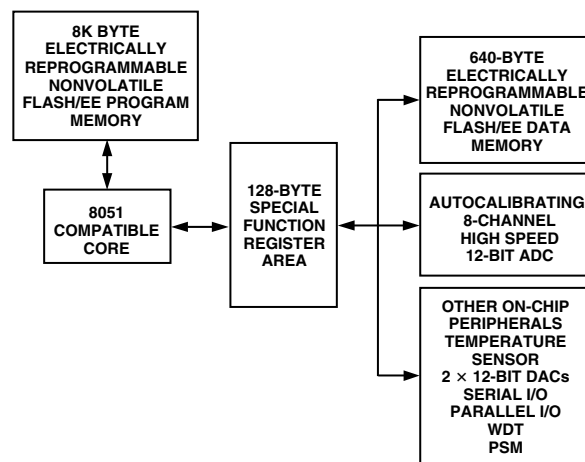 8K BYTE
ELECTRICALLY
REPROGRAMMABLE
NONVOLATILE
FLASH/EE PROGRAM
MEMORY
8051
COMPATIBLE
CORE
128-BYTE
SPECIAL
FUNCTION
REGISTER
AREA
640-BYTE
ELECTRICALLY
REPROGRAMMABLE
NONVOLATILE
FLASH/EE DATA
MEMORY
AUTOCALIBRATING
8-CHANNEL
HIGH SPEED
12-BIT ADC
OTHER ON-CHIP
PERIPHERALS
TEMPERATURE
SENSOR
2 × 12-BIT DACs
SERIAL I/O
PARALLEL I/O
WDT
PSM